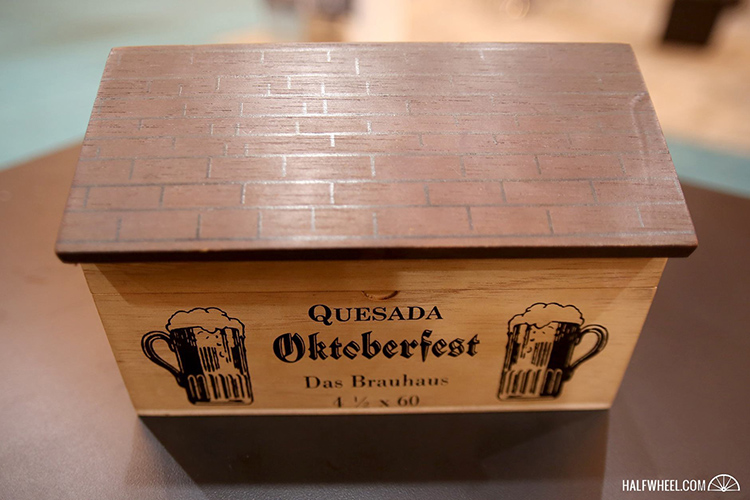 QUESADA
Oktoberfest
Das Brauhaus
4 ½ x 60
HALFWHEEL.COM